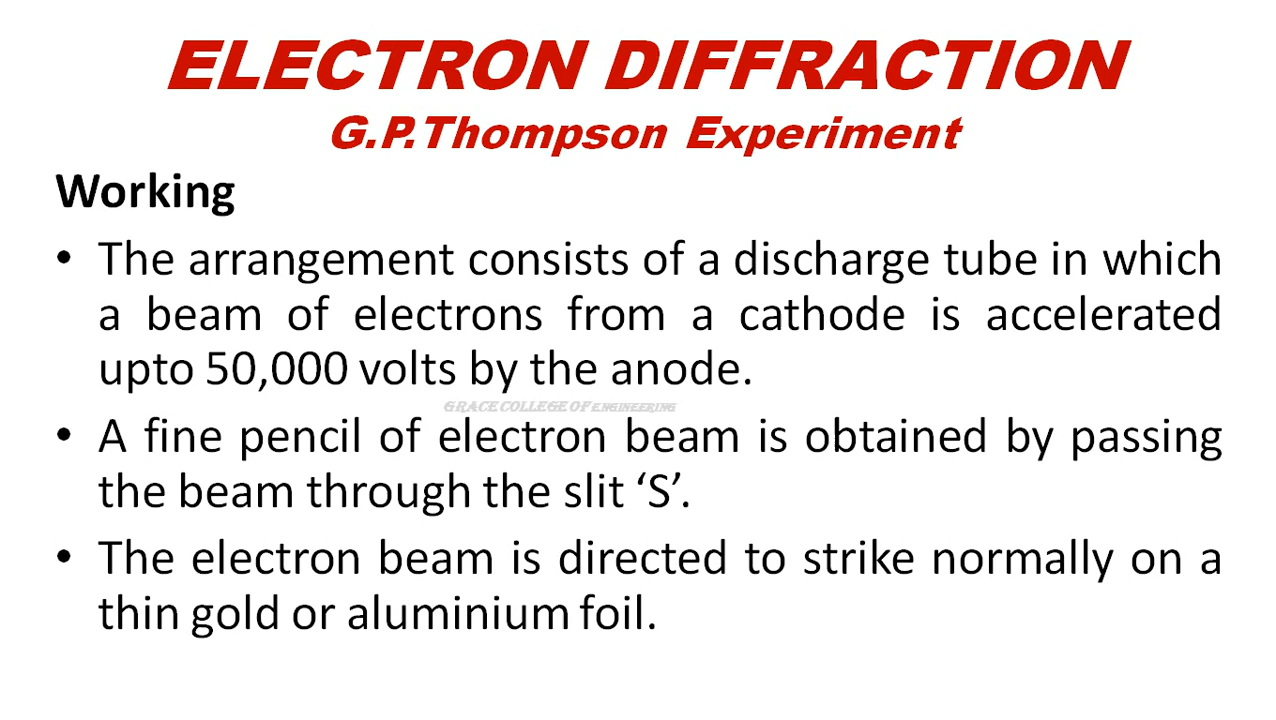 ELECTRON DIFFRACTION
G.P.Thompson Experiment
Working
• The arrangement consists of a discharge tube in which
a beam of electrons from a cathode is accelerated
upto 50,000 volts by the anode.
GRACE COLLEGE OF ENGINEERING
• A fine pencil of electron beam is obtained by passing
the beam through the slit ‘S’.
• The electron beam is directed to strike normally on a
thin gold or aluminium foil.